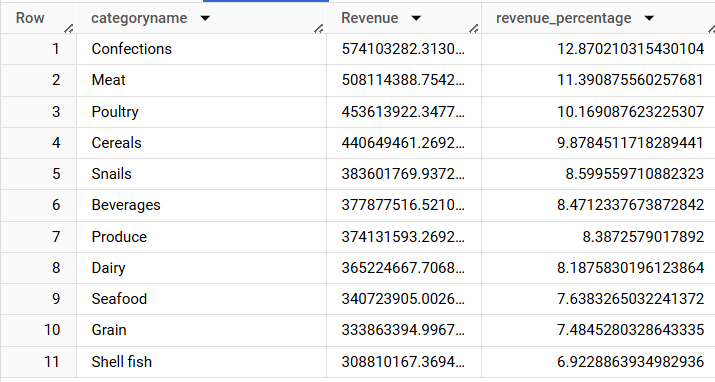 Row categoryname Revenue revenue_percentage
1 Confections 574103282.3130... 12.870210315430104
2 Meat 508114388.7542... 11.390875560257681
3 Poultry 453613922.3477... 10.169087623225307
4 Cereals 440649461.2692... 9.8784511718289441
5 Snails 383601769.9372... 8.599559710882323
6 Beverages 377877516.5210... 8.4712337673872842
7 Produce 374131593.2692... 8.3872579017892
8 Dairy 365224667.7068... 8.1875830196123864
9 Seafood 340723905.0026... 7.6383265032241372
10 Grain 333863394.9967... 7.4845280328643335
11 Shell fish 308810167.3694... 6.9228863934982936